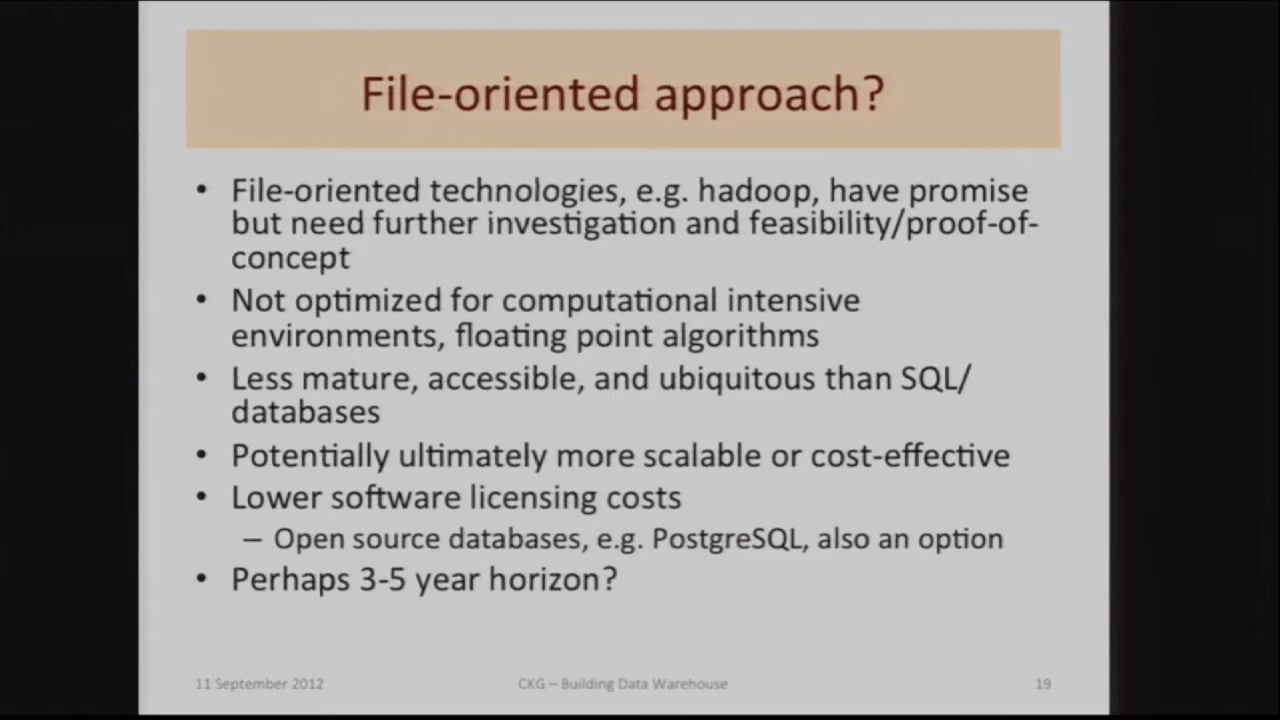 File-oriented approach?
• File-oriented technologies, e.g. hadoop, have promise
but need further investigation and feasibility/proof-of-
concept
• Not optimized for computational intensive
environments, floating point algorithms
• Less mature, accessible, and ubiquitous than SQL/
databases
• Potentially ultimately more scalable or cost-effective
• Lower software licensing costs
– Open source databases, e.g. PostgreSQL, also an option
• Perhaps 3-5 year horizon?
11 September 2012 CKG – Building Data Warehouse 19